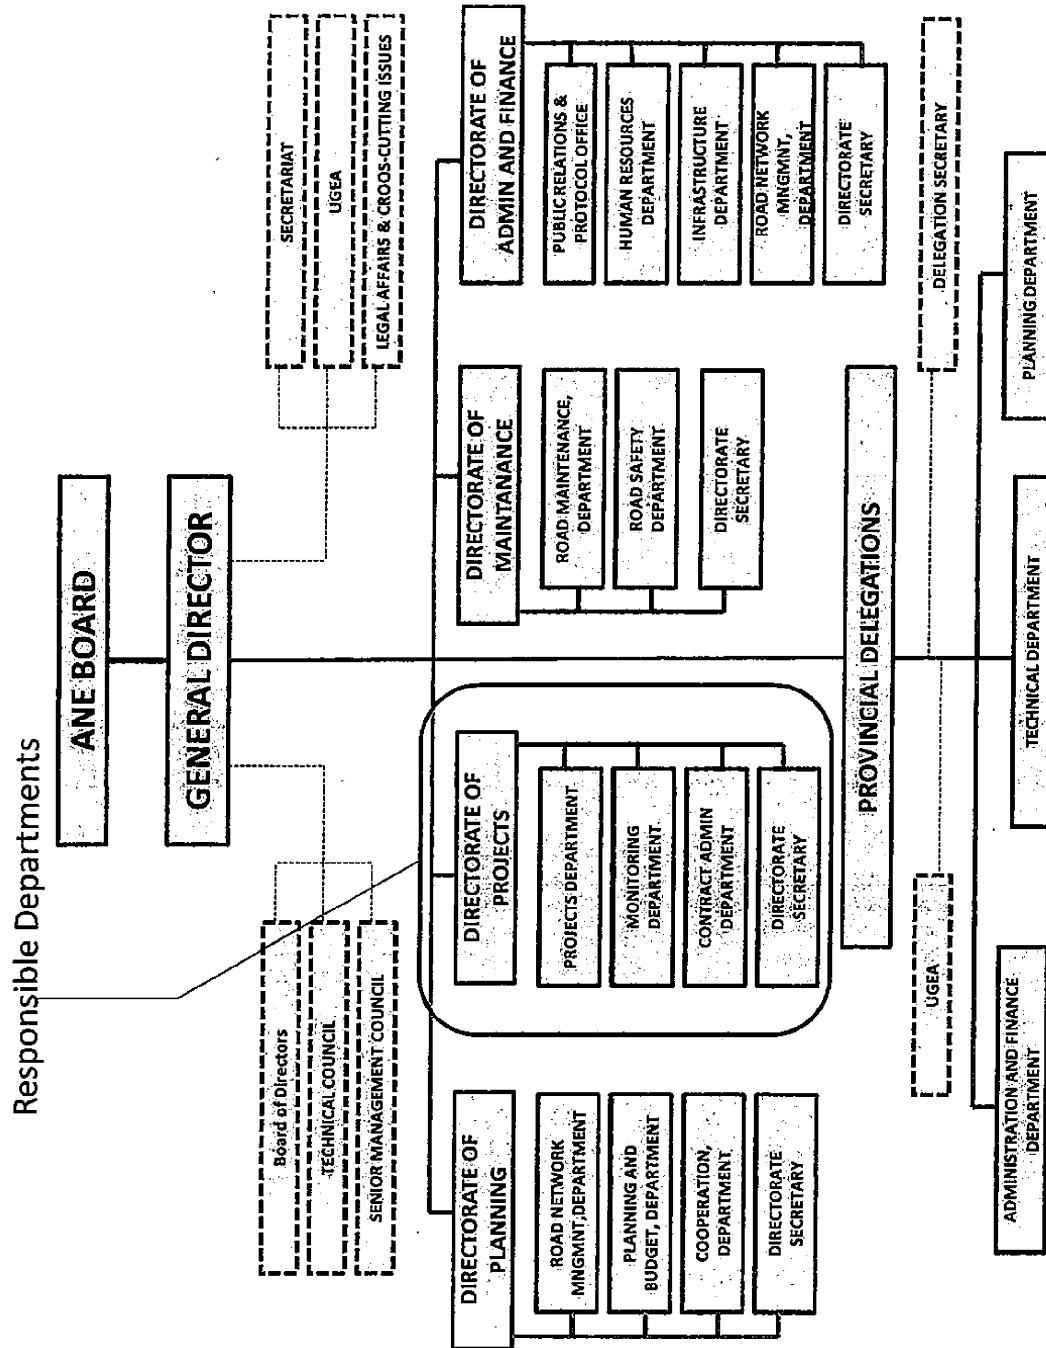 Responsible Departments
ANE BOARD
GENERAL DIRECTOR
Board of Directors
TECHNICAL COUNCIL
SENIOR MANAGEMENT COUNCIL
SECRETARIAT
UGEA
LEGAL AFFAIRS & CROOS-CUTTING ISSUES
DIRECTORATE OF
PLANNING
ROAD NETWORK
MNGMNT,DEPARTMENT
PLANNING AND
BUDGET, DEPARTMENT
COOPERATION,
DEPARTMENT
DIRECTORATE
SECRETARY
DIRECTORATE OF
PROJECTS
PROJECTS DEPARTMENT
MONITORING
DEPARTMENT
CONTRACT ADMIN
DEPARTMENT
DIRECTORATE
SECRETARY
DIRECTORATE OF
MAINTANANCE
ROAD MAINTENANCE,
DEPARTMENT
ROAD SAFETY
DEPARTMENT
DIRECTORATE
SECRETARY
DIRECTORATE OF
ADMIN AND FINANCE
PUBLIC RELATIONS &
PROTOCOL OFFICE
HUMAN RESOURCES
DEPARTMENT
INFRASTRUCTURE
DEPARTMENT
ROAD NETWORK
MNGMNT,
DEPARTMENT
DIRECTORATE
SECRETARY
PROVINCIAL DELEGATIONS
UGEA
DELEGATION SECRETARY
ADMINISTRATION AND FINANCE
DEPARTMENT
TECHNICAL DEPARTMENT
PLANNING DEPARTMENT